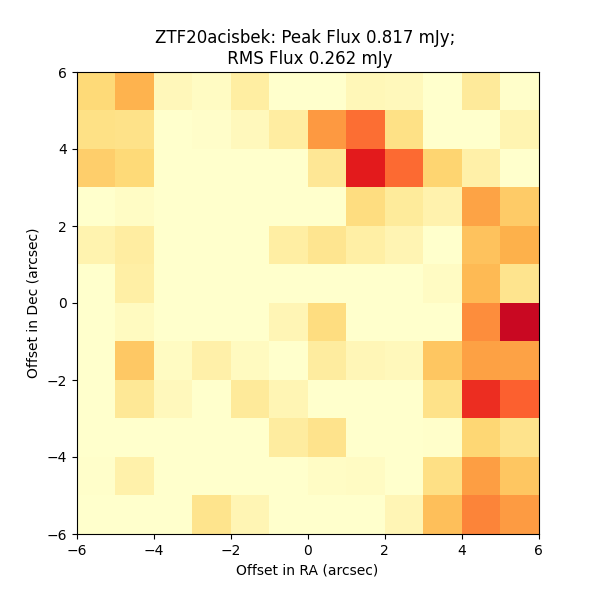 ZTF20acisbek: Peak Flux 0.817 mJy;
RMS Flux 0.262 mJy
6
4
2
0
−2
−4
−6
Offset in Dec (arcsec)
−6 −4 −2 0 2 4 6
Offset in RA (arcsec)